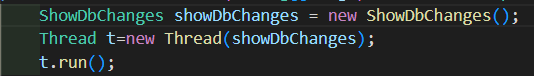 ShowDbChanges showDbChanges = new ShowDbChanges();
Thread t=new Thread(showDbChanges);
t.run();